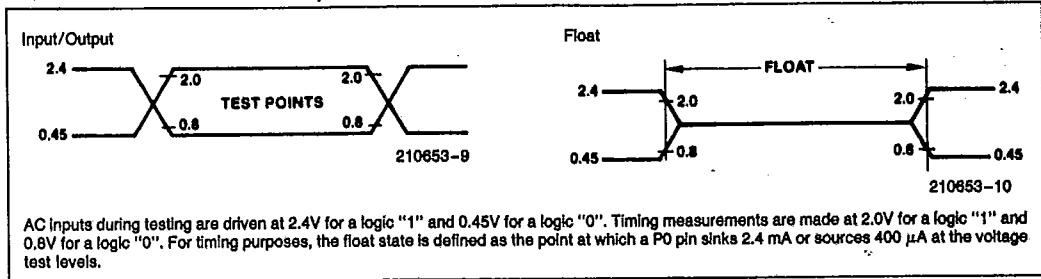 Input/Output
2.4
2.0
2.0
TEST POINTS
0.8
0.8
0.45
210653-9
Float
FLOAT
2.4
2.0
2.0
2.4
0.45
0.8
0.8
0.45
210653-10
AC inputs during testing are driven at 2.4V for a logic "1" and 0.45V for a logic "0". Timing measurements are made at 2.0V for a logic "1" and
0.8V for a logic "0". For timing purposes, the float state is defined as the point at which a P0 pin sinks 2.4 mA or sources 400 µA at the voltage
test levels.